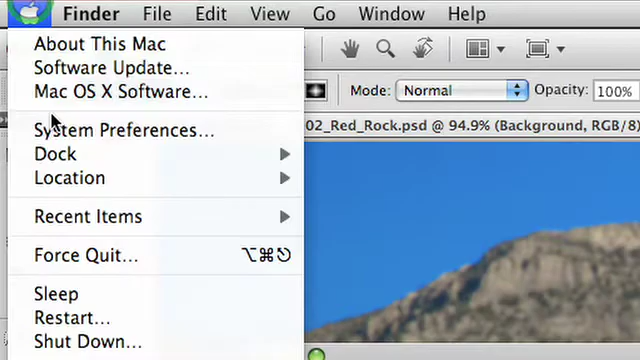 Finder File Edit View Go Window Help
About This Mac
Software Update...
Mac OS X Software...
Mode: Normal Opacity: 100%
System Preferences...
02_Red_Rock.psd @ 94.9% (Background, RGB/8)
Dock
Location
Recent Items
Force Quit... ⌥⌘⎋
Sleep
Restart...
Shut Down...